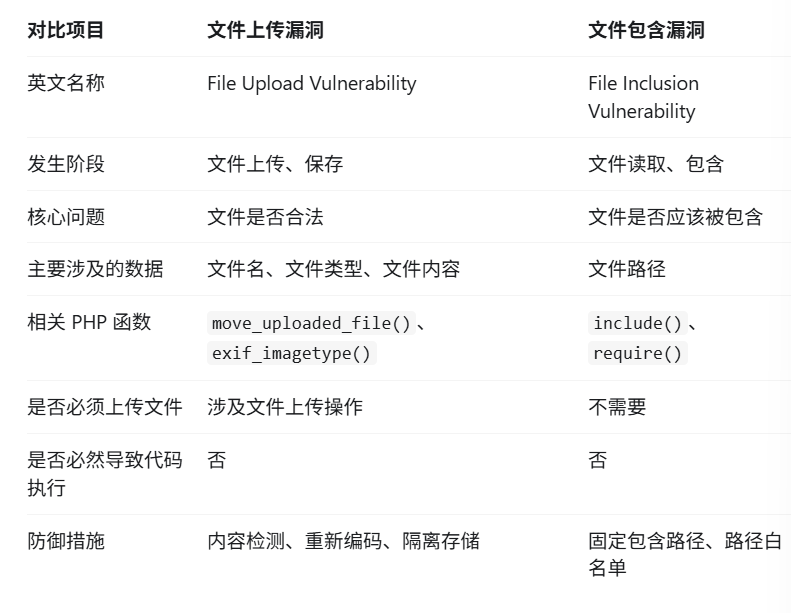 对比项目 文件上传漏洞 文件包含漏洞
英文名称 File Upload Vulnerability File Inclusion
Vulnerability
发生阶段 文件上传、保存 文件读取、包含
核心问题 文件是否合法 文件是否应该被包含
主要涉及的数据 文件名、文件类型、文件内容 文件路径
相关 PHP 函数 move_uploaded_file()、 include()、
exif_imagetype() require()
是否必须上传文件 涉及文件上传操作 不需要
是否必然导致代码 否 否
执行
防御措施 内容检测、重新编码、隔离存储 固定包含路径、路径白
名单